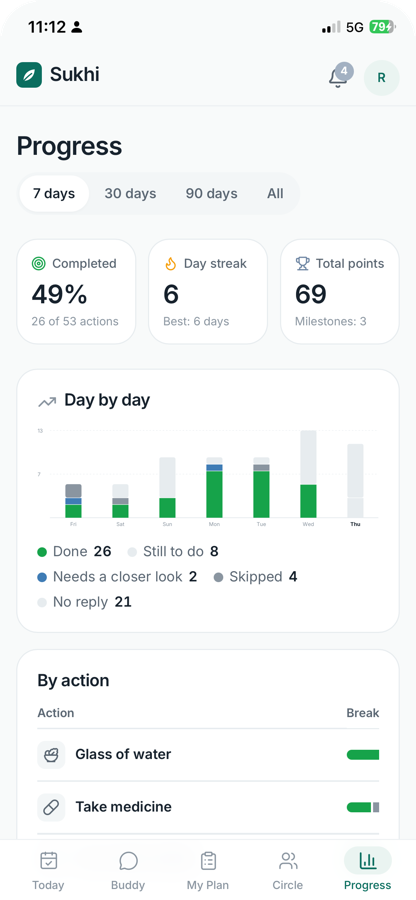 11:12
5G
79
Sukhi
4
R
Progress
7 days
30 days
90 days
All
Completed
49%
26 of 53 actions
Day streak
6
Best: 6 days
Total points
69
Milestones: 3
Day by day
13
7
Fri
Sat
Sun
Mon
Tue
Wed
Thu
Done 26
Still to do 8
Needs a closer look 2
Skipped 4
No reply 21
By action
Action
Break
Glass of water
Take medicine
Today
Buddy
My Plan
Circle
Progress